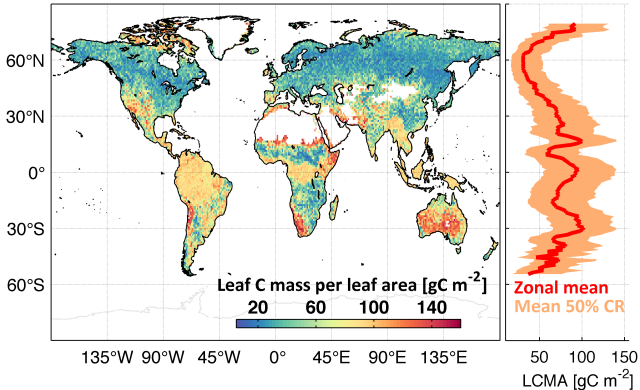 60°N
30°N
0°
30°S
60°S
Leaf C mass per leaf area [gC m⁻²]
20 60 100 140
135°W 90°W 45°W 0° 45°E 90°E 135°E
Zonal mean
Mean 50% CR
50 100 150
LCMA [gC m⁻²]